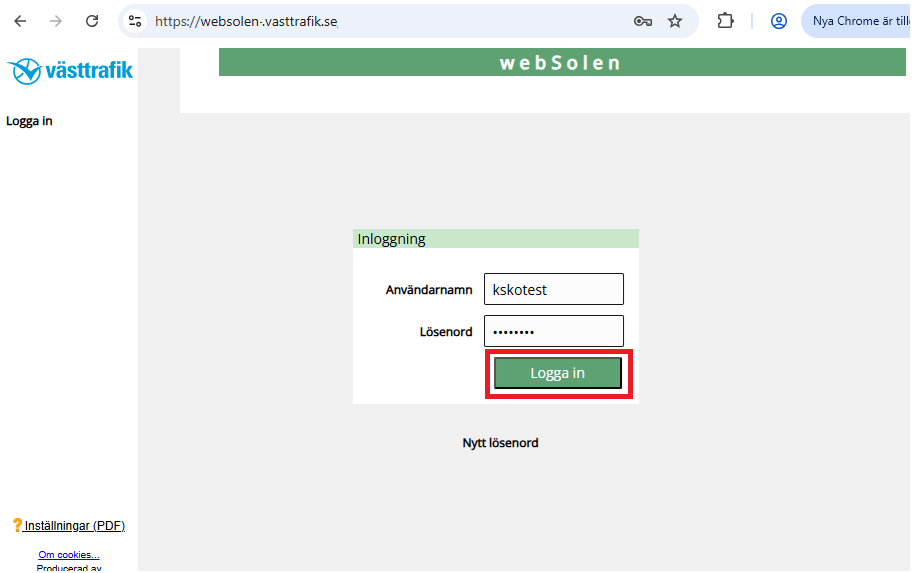 https://websolen-.vasttrafik.se
Nya Chrome är till
västtrafik
webSolen
Logga in
Inloggning
Användarnamn kskotest
Lösenord ••••••••
Logga in
Nytt lösenord
? Inställningar (PDF)
Om cookies...
Producerad av